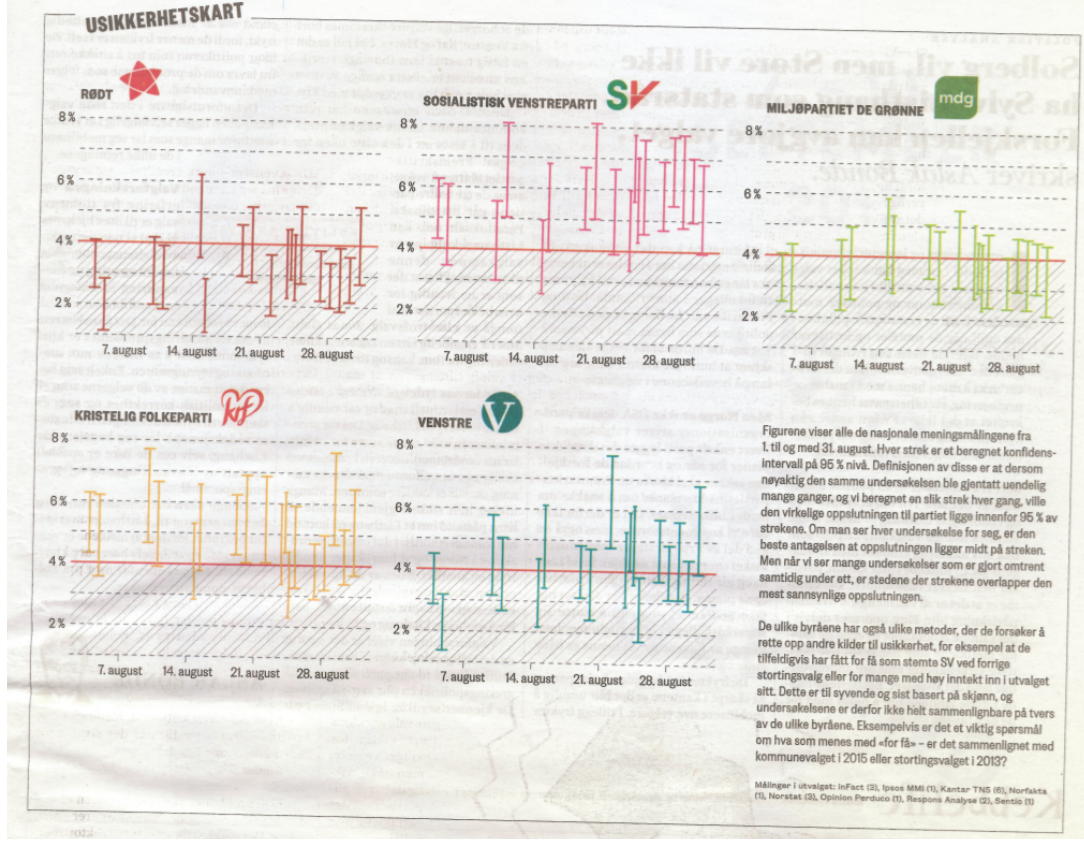 USIKKERHETSKART
RØDT
8%
6%
4%
2%
7. august
14. august
21. august
28. august
SOSIALISTISK VENSTREPARTI
SV
8%
6%
4%
2%
7. august
14. august
21. august
28. august
MILJØPARTIET DE GRØNNE
mdg
8%
6%
4%
2%
7. august
14. august
21. august
28. august
KRISTELIG FOLKEPARTI
KrF
8%
6%
4%
2%
7. august
14. august
21. august
28. august
VENSTRE
V
8%
6%
4%
2%
7. august
14. august
21. august
28. august
Figurene viser alle de nasjonale meningsmålingene fra
1. til og med 31. august. Hver strek er et beregnet konfidens-
intervall på 95 % nivå. Definisjonen av disse er at dersom
nøyaktig den samme undersøkelsen ble gjentatt uendelig
mange ganger, og vi beregnet en slik strek hver gang, ville
den virkelige oppslutningen til partiet ligge innenfor 95 % av
strekene. Om man ser hver undersøkelse for seg, er den
beste antagelsen at oppslutningen ligger midt på streken.
Men når vi ser mange undersøkelser som er gjort omtrent
samtidig under ett, er stedene der strekene overlapper den
mest sannsynlige oppslutningen.
De ulike byråene har også ulike metoder, der de forsøker å
rette opp andre kilder til usikkerhet, for eksempel at de
tilfeldigvis har fått for få som stemte SV ved forrige
stortingsvalg eller for mange med høy inntekt inn i utvalget
sitt. Dette er til syvende og sist basert på skjønn, og
undersøkelsene er derfor ikke helt sammenlignbare på tvers
av de ulike byråene. Eksempelvis er det et viktig spørsmål
om hva som menes med «for få» – er det sammenlignet med
kommunevalget i 2015 eller stortingsvalget i 2013?
Målinger i utvalget: InFact (3), Ipsos MMI (1), Kantar TNS (6), Norfakta
(1), Norstat (3), Opinion Perduco (1), Respons Analyse (2), Sentio (1)